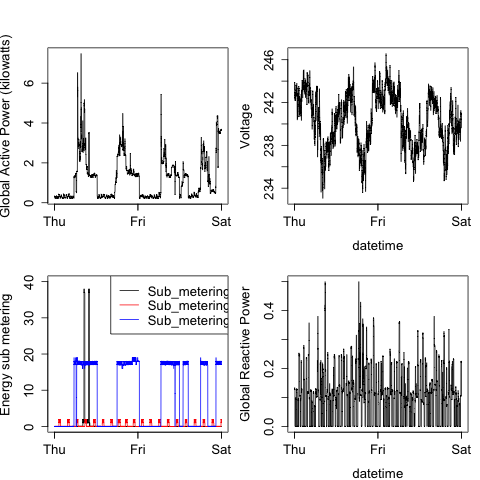 Global Active Power (kilowatts)
0 2 4 6
Thu Fri Sat
Voltage
234 238 242 246
Thu Fri Sat
datetime
Energy sub metering
0 10 20 30 40
Sub_metering
Sub_metering
Sub_metering
Thu Fri Sat
Global Reactive Power
0.0 0.2 0.4
Thu Fri Sat
datetime